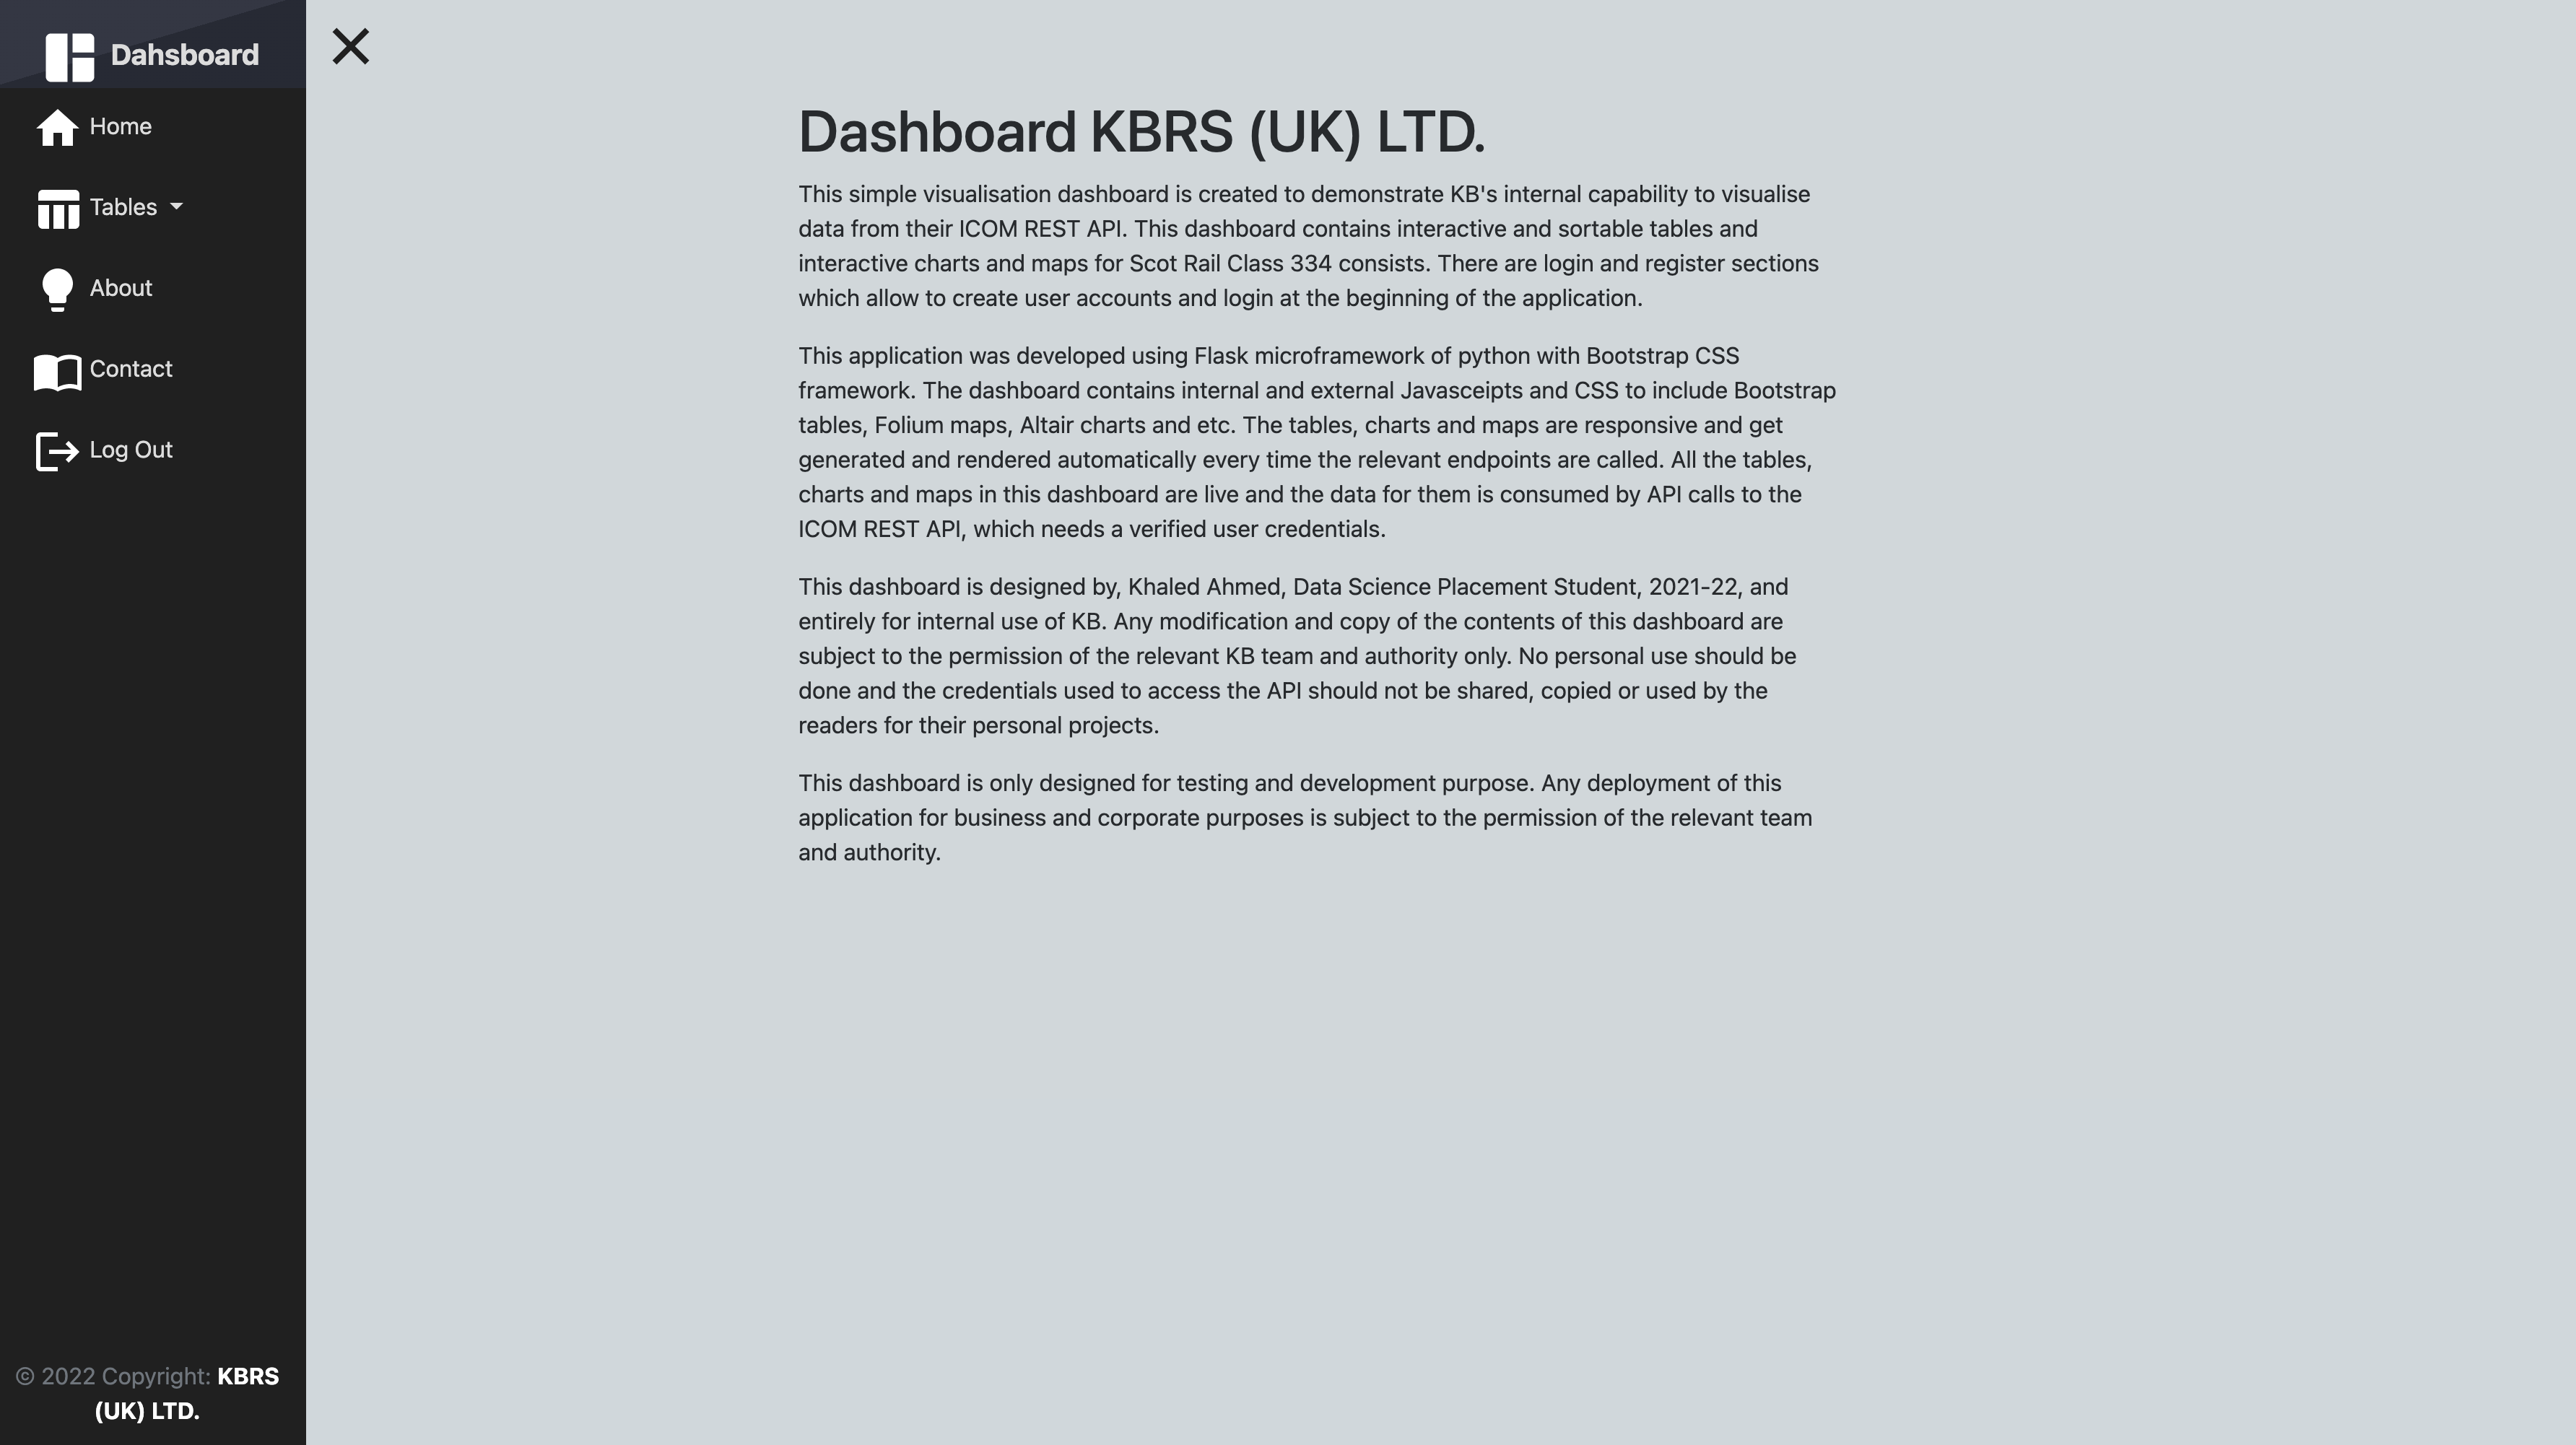 Dahsboard
Home
Tables
About
Contact
Log Out
© 2022 Copyright: KBRS
(UK) LTD.
Dashboard KBRS (UK) LTD.
This simple visualisation dashboard is created to demonstrate KB's internal capability to visualise
data from their ICOM REST API. This dashboard contains interactive and sortable tables and
interactive charts and maps for Scot Rail Class 334 consists. There are login and register sections
which allow to create user accounts and login at the beginning of the application.
This application was developed using Flask microframework of python with Bootstrap CSS
framework. The dashboard contains internal and external Javasceipts and CSS to include Bootstrap
tables, Folium maps, Altair charts and etc. The tables, charts and maps are responsive and get
generated and rendered automatically every time the relevant endpoints are called. All the tables,
charts and maps in this dashboard are live and the data for them is consumed by API calls to the
ICOM REST API, which needs a verified user credentials.
This dashboard is designed by, Khaled Ahmed, Data Science Placement Student, 2021-22, and
entirely for internal use of KB. Any modification and copy of the contents of this dashboard are
subject to the permission of the relevant KB team and authority only. No personal use should be
done and the credentials used to access the API should not be shared, copied or used by the
readers for their personal projects.
This dashboard is only designed for testing and development purpose. Any deployment of this
application for business and corporate purposes is subject to the permission of the relevant team
and authority.